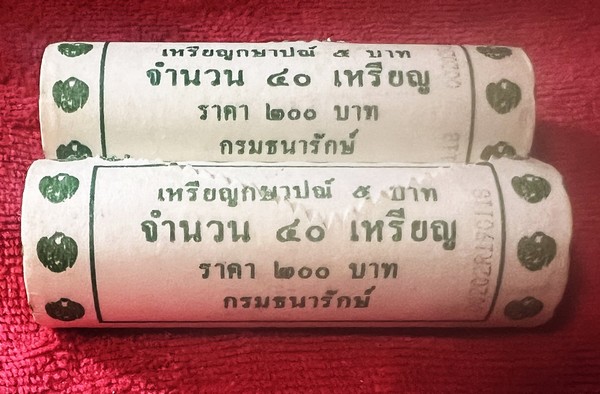 เหรียญกษาปณ์ ๕ บาท
จำนวน ๔๐ เหรียญ
ราคา ๒๐๐ บาท
กรมธนารักษ์
เหรียญกษาปณ์ ๕ บาท
จำนวน ๔๐ เหรียญ
ราคา ๒๐๐ บาท
กรมธนารักษ์